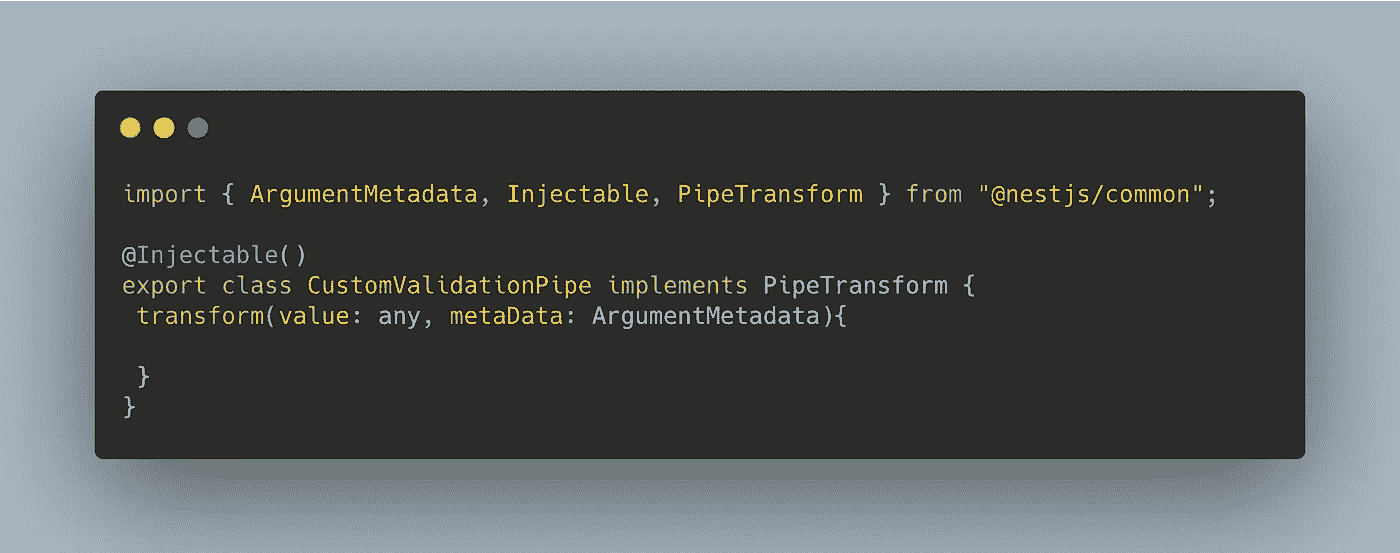 import { ArgumentMetadata, Injectable, PipeTransform } from "@nestjs/common";
@Injectable()
export class CustomValidationPipe implements PipeTransform {
transform(value: any, metaData: ArgumentMetadata){
}
}